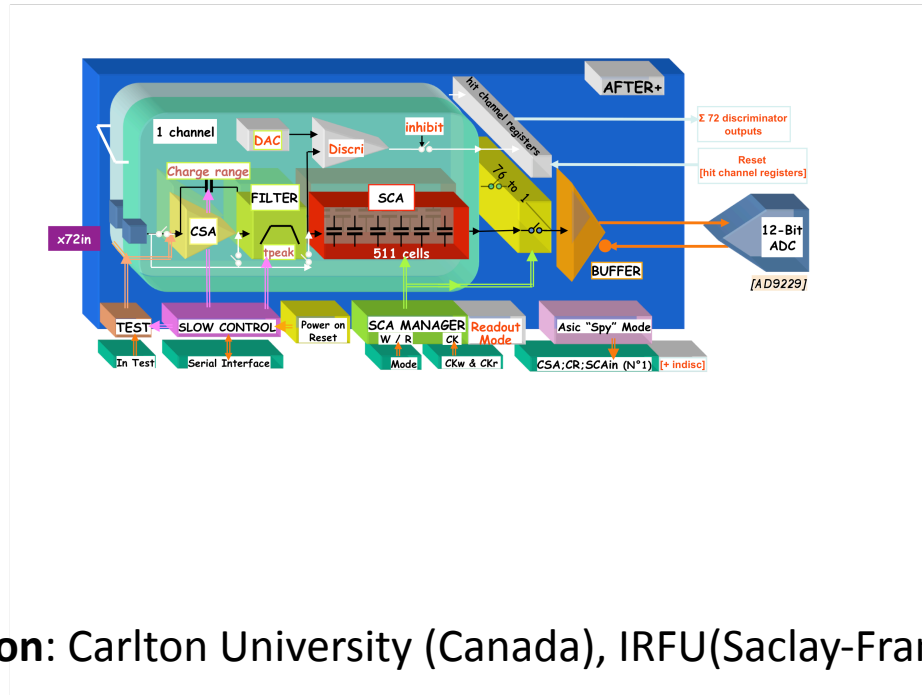 AFTER+
hit channel registers
1 channel
DAC
Discri
inhibit
Σ 72 discriminator
outputs
Reset
[hit channel registers]
Charge range
FILTER
SCA
76 to 1
x72in
CSA
tpeak
511 cells
12-Bit
ADC
BUFFER
[AD9229]
TEST
SLOW CONTROL
Power on
Reset
SCA MANAGER
W / R
CK
Readout
Mode
Asic "Spy" Mode
In Test
Serial Interface
Mode
CKw & CKr
CSA;CR;SCAin (N°1)
[+ indisc]
on: Carlton University (Canada), IRFU(Saclay-Fran